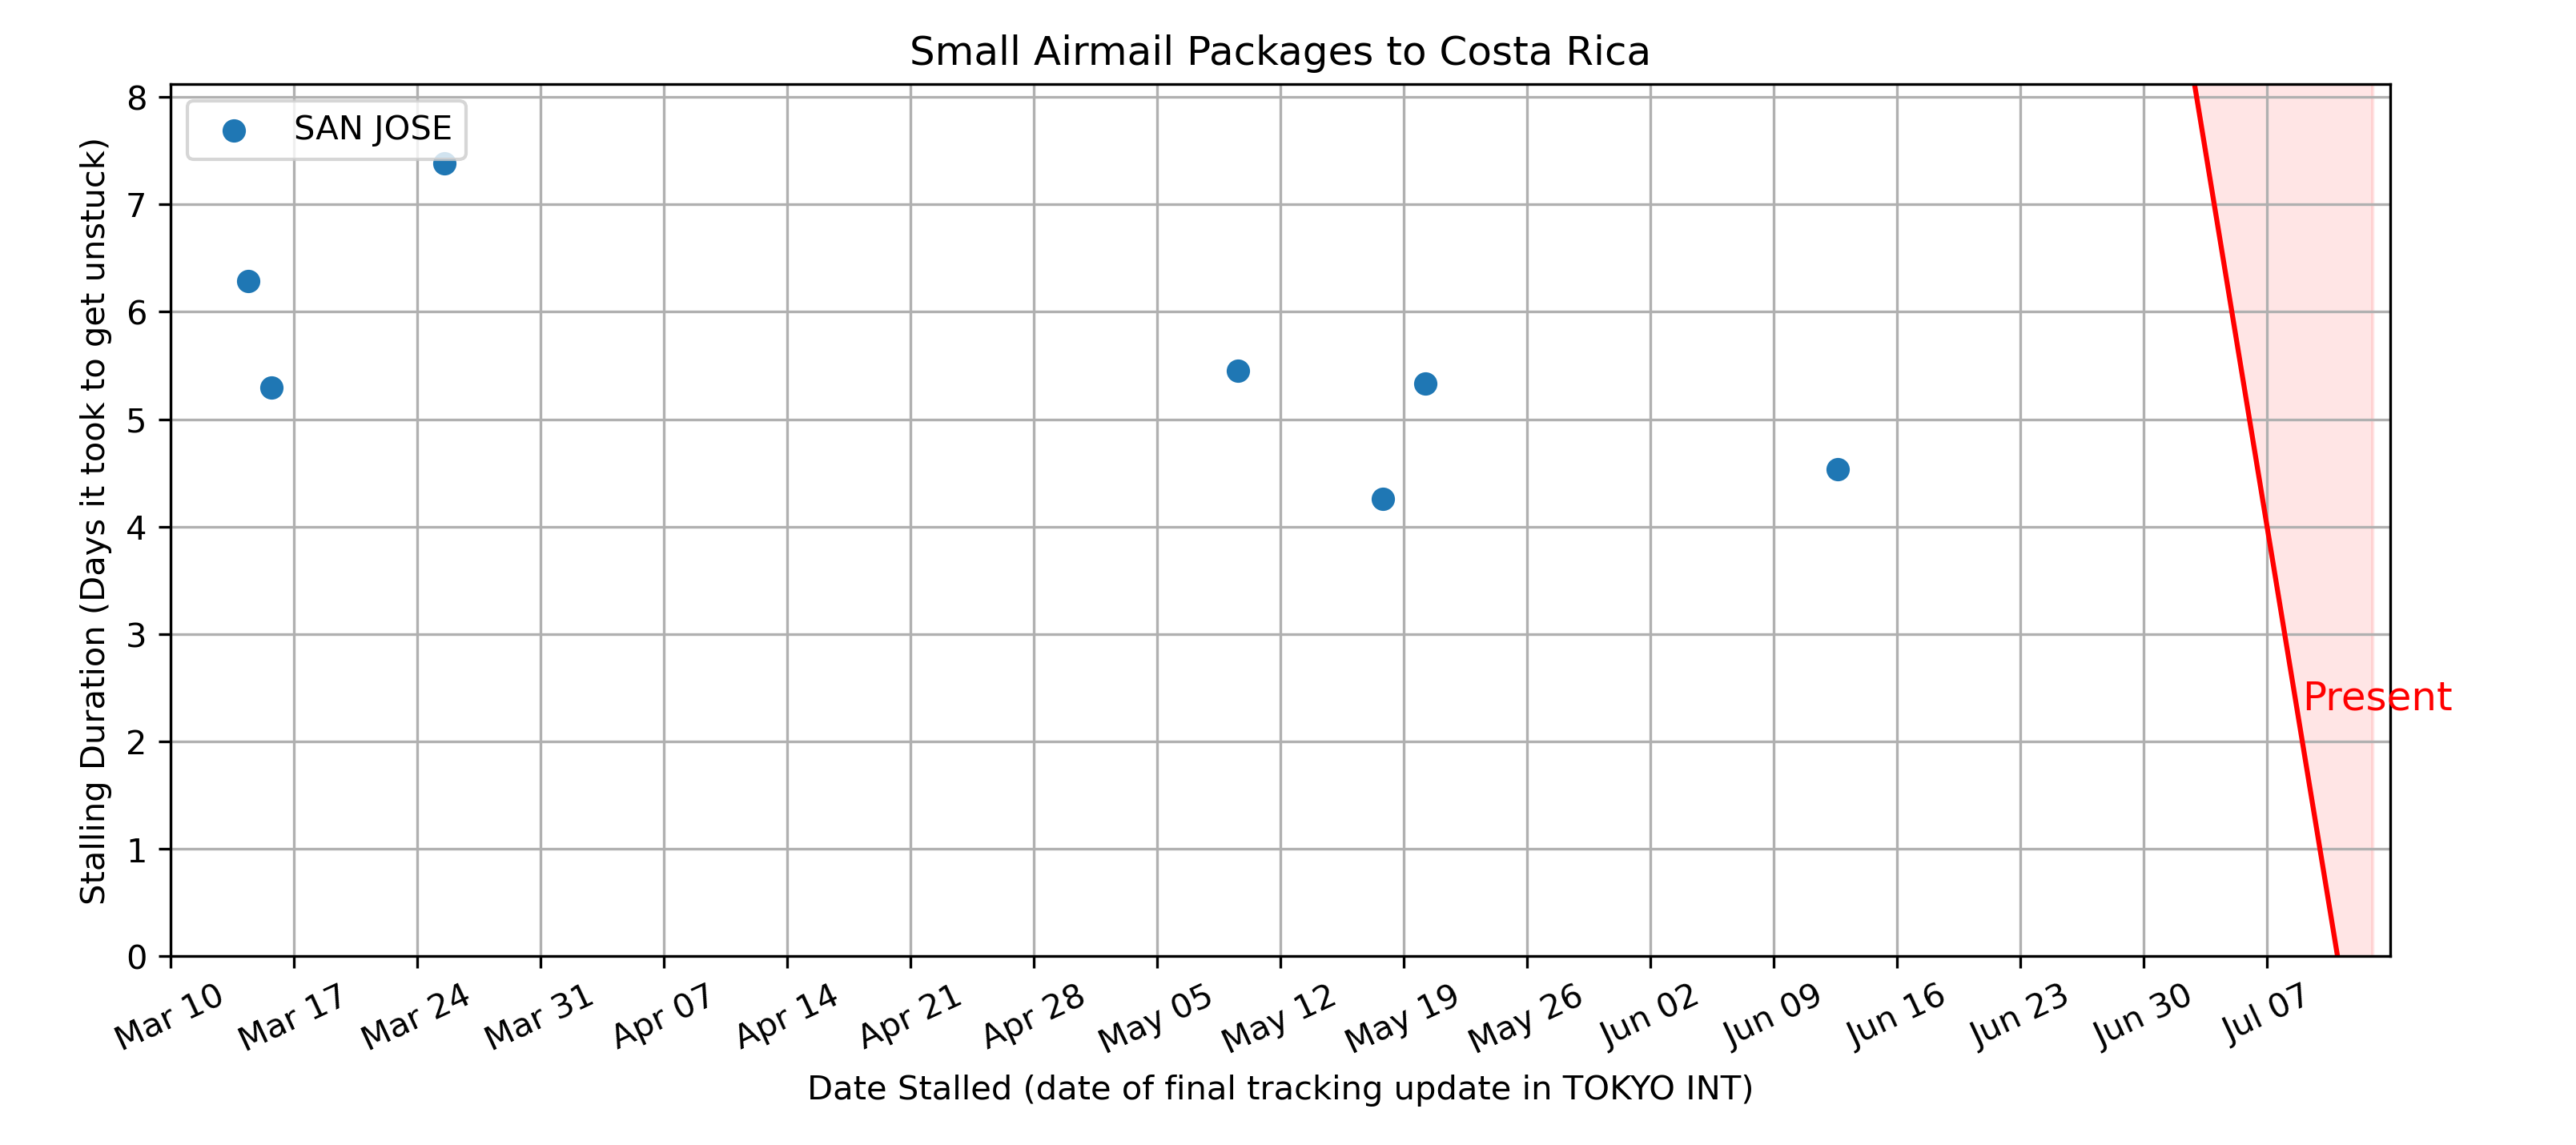 Small Airmail Packages to Costa Rica
SAN JOSE
8
7
6
5
4
3
2
1
0
Stalling Duration (Days it took to get unstuck)
Present
Mar 10
Mar 17
Mar 24
Mar 31
Apr 07
Apr 14
Apr 21
Apr 28
May 05
May 12
May 19
May 26
Jun 02
Jun 09
Jun 16
Jun 23
Jun 30
Jul 07
Date Stalled (date of final tracking update in TOKYO INT)